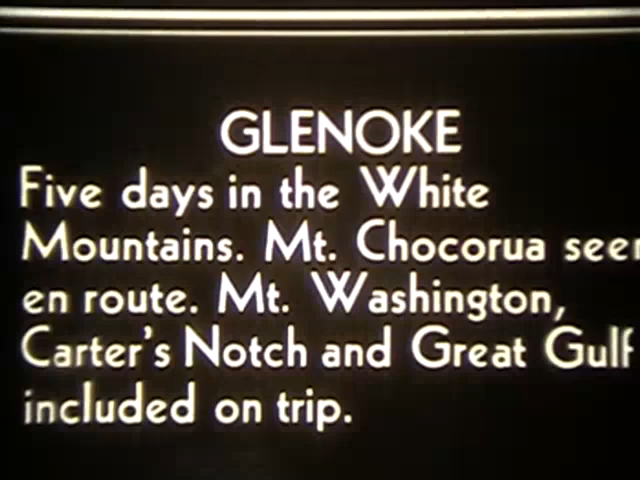 GLENOKE
Five days in the White
Mountains. Mt. Chocorua seen
en route. Mt. Washington,
Carter's Notch and Great Gulf
included on trip.